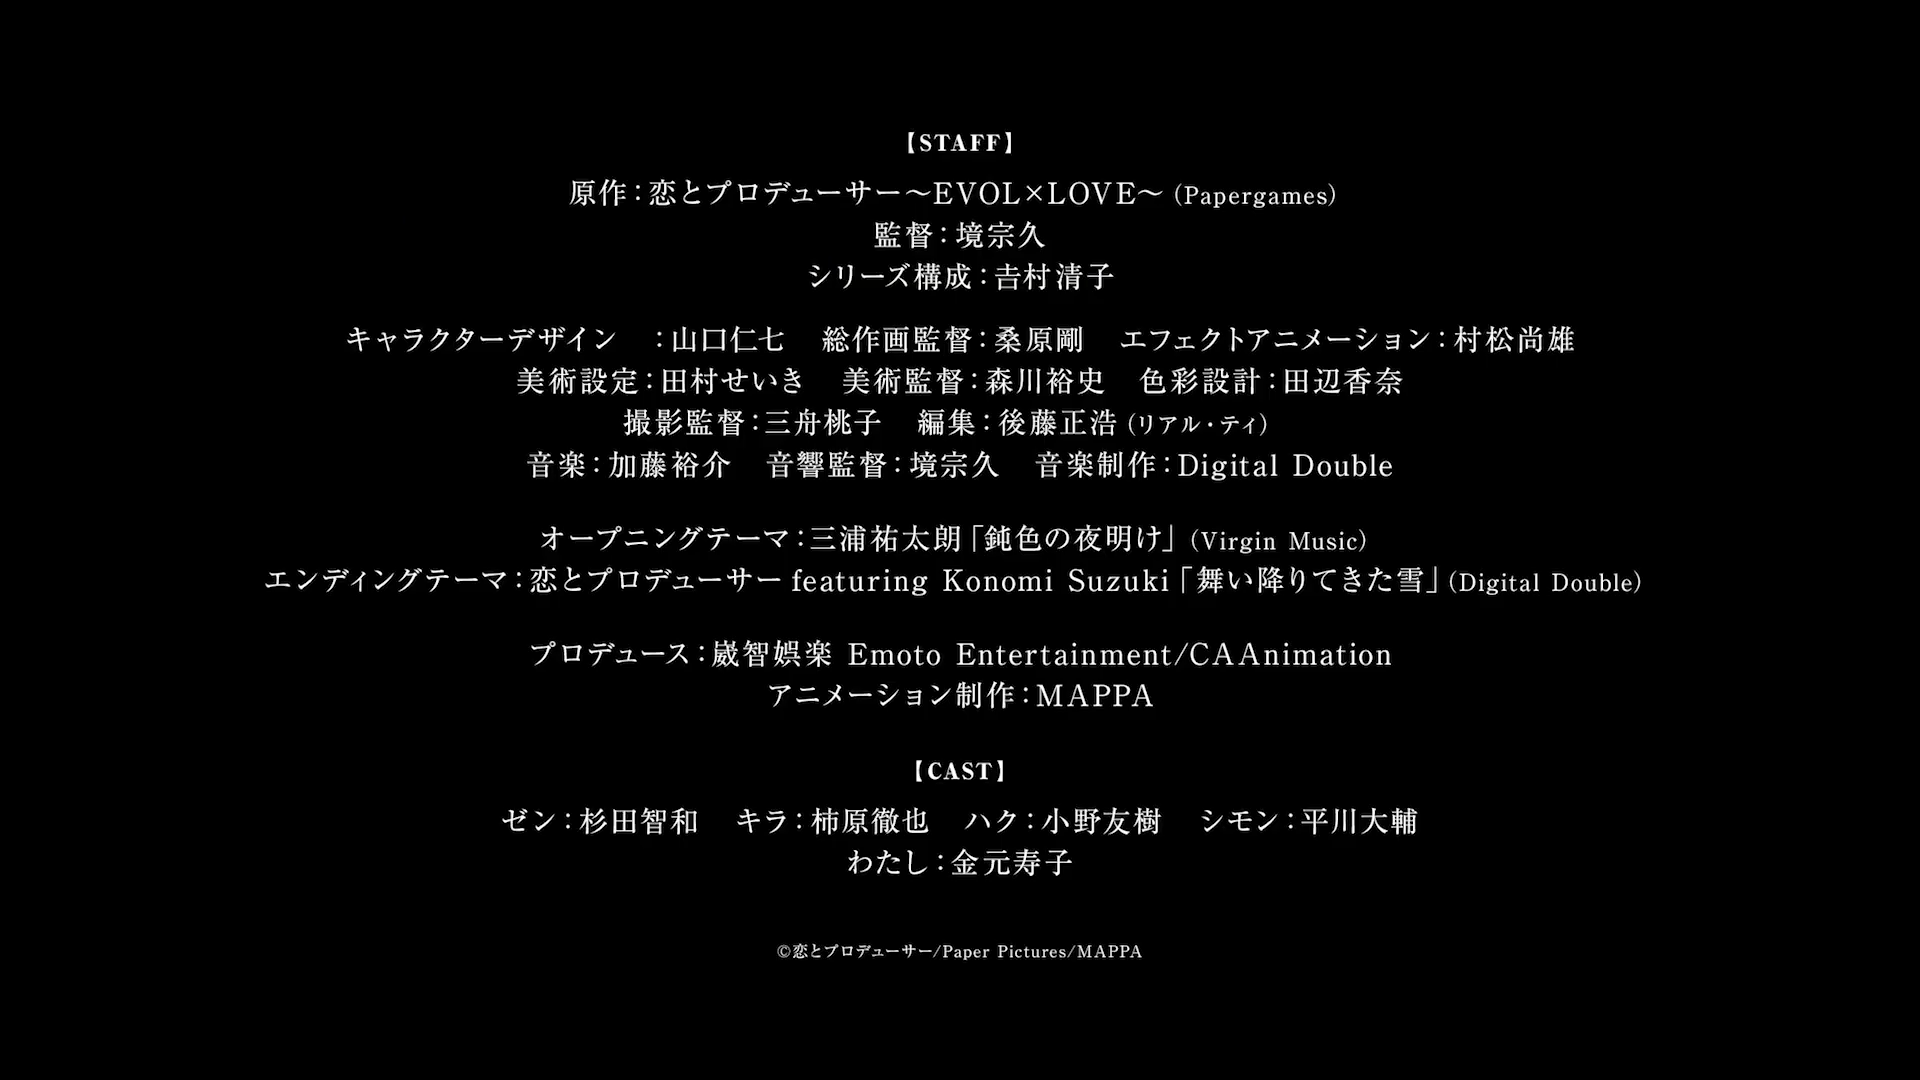 【STAFF】
原作：恋とプロデューサー～EVOL×LOVE～（Papergames）
監督：境宗久
シリーズ構成：𠮷村清子
キャラクターデザイン　：山口仁七　総作画監督：桑原剛　エフェクトアニメーション：村松尚雄
美術設定：田村せいき　美術監督：森川裕史　色彩設計：田辺香奈
撮影監督：三舟桃子　編集：後藤正浩（リアル・ティ）
音楽：加藤裕介　音響監督：境宗久　音楽制作：Digital Double
オープニングテーマ：三浦祐太朗「鈍色の夜明け」（Virgin Music）
エンディングテーマ：恋とプロデューサー featuring Konomi Suzuki「舞い降りてきた雪」（Digital Double）
プロデュース：崴智娯楽 Emoto Entertainment/CAAnimation
アニメーション制作：MAPPA
【CAST】
ゼン：杉田智和　キラ：柿原徹也　ハク：小野友樹　シモン：平川大輔
わたし：金元寿子
©恋とプロデューサー/Paper Pictures/MAPPA